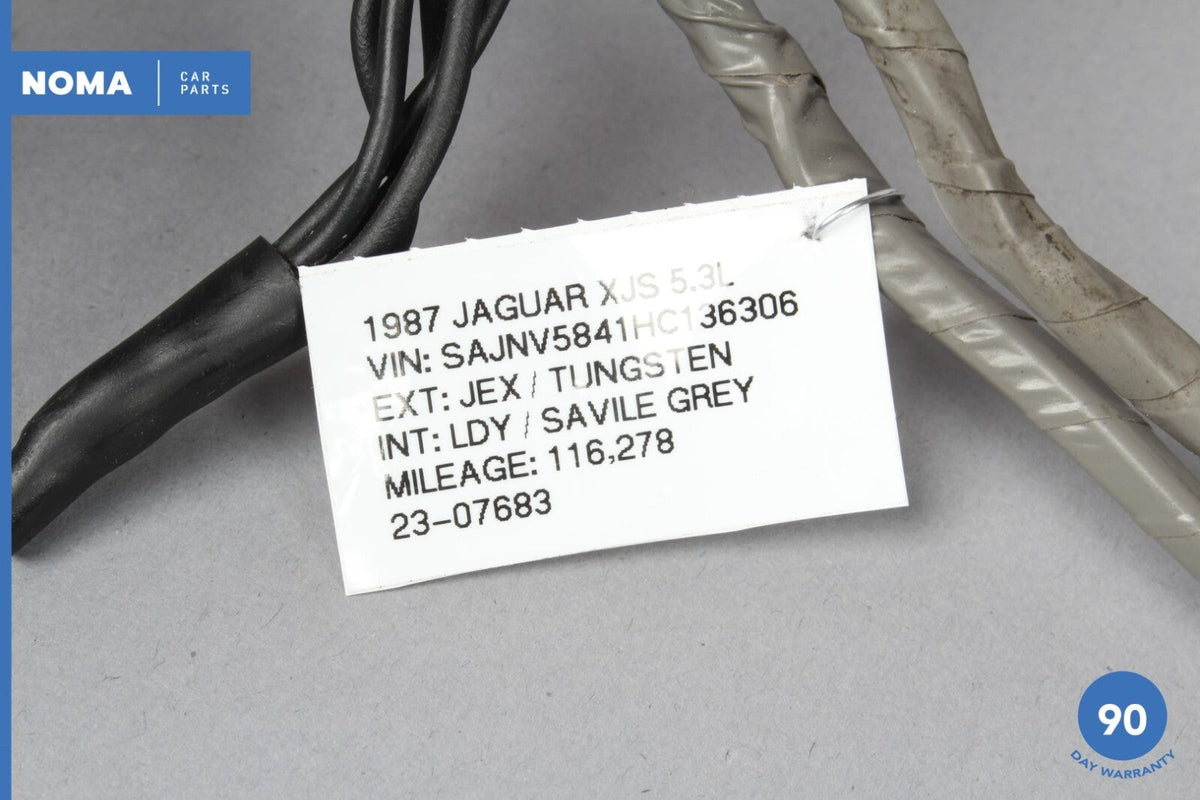 NOMA
CAR
PARTS
1987 JAGUAR XJS 5.3L
VIN: SAJNV5841HC136306
EXT: JEX / TUNGSTEN
INT: LDY / SAVILE GREY
MILEAGE: 116,278
23-07683
90
DAY WARRANTY